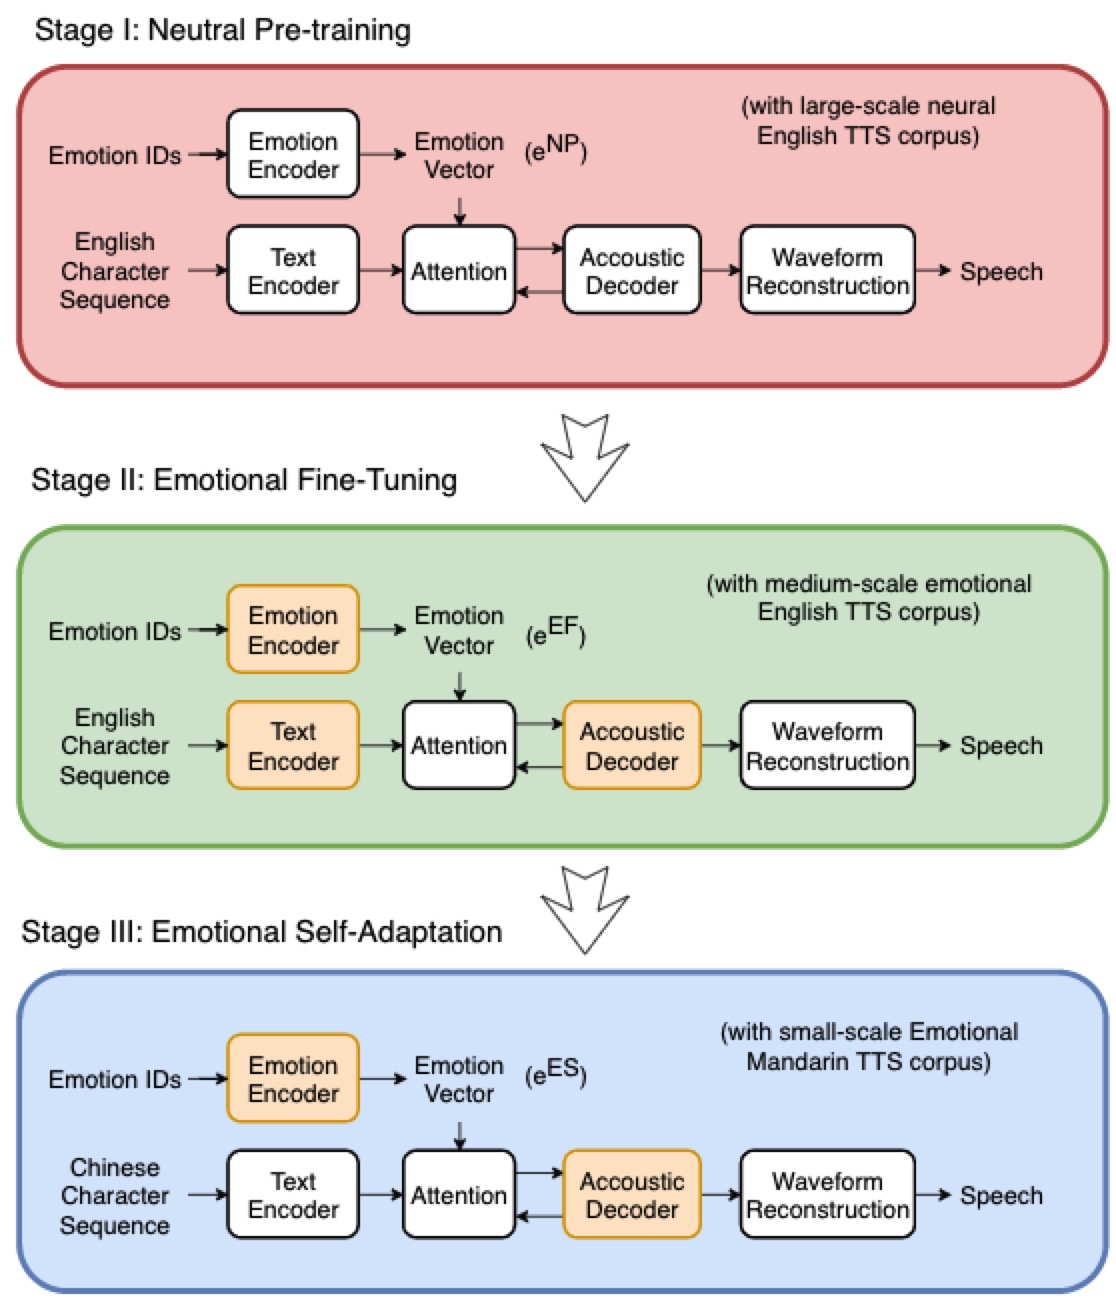 Stage I: Neutral Pre-training
(with large-scale neural
English TTS corpus)
Emotion IDs
Emotion
Encoder
Emotion
Vector
(eNP)
English
Character
Sequence
Text
Encoder
Attention
Accoustic
Decoder
Waveform
Reconstruction
Speech
Stage II: Emotional Fine-Tuning
(with medium-scale emotional
English TTS corpus)
Emotion IDs
Emotion
Encoder
Emotion
Vector
(eEF)
English
Character
Sequence
Text
Encoder
Attention
Accoustic
Decoder
Waveform
Reconstruction
Speech
Stage III: Emotional Self-Adaptation
(with small-scale Emotional
Mandarin TTS corpus)
Emotion IDs
Emotion
Encoder
Emotion
Vector
(eES)
Chinese
Character
Sequence
Text
Encoder
Attention
Accoustic
Decoder
Waveform
Reconstruction
Speech